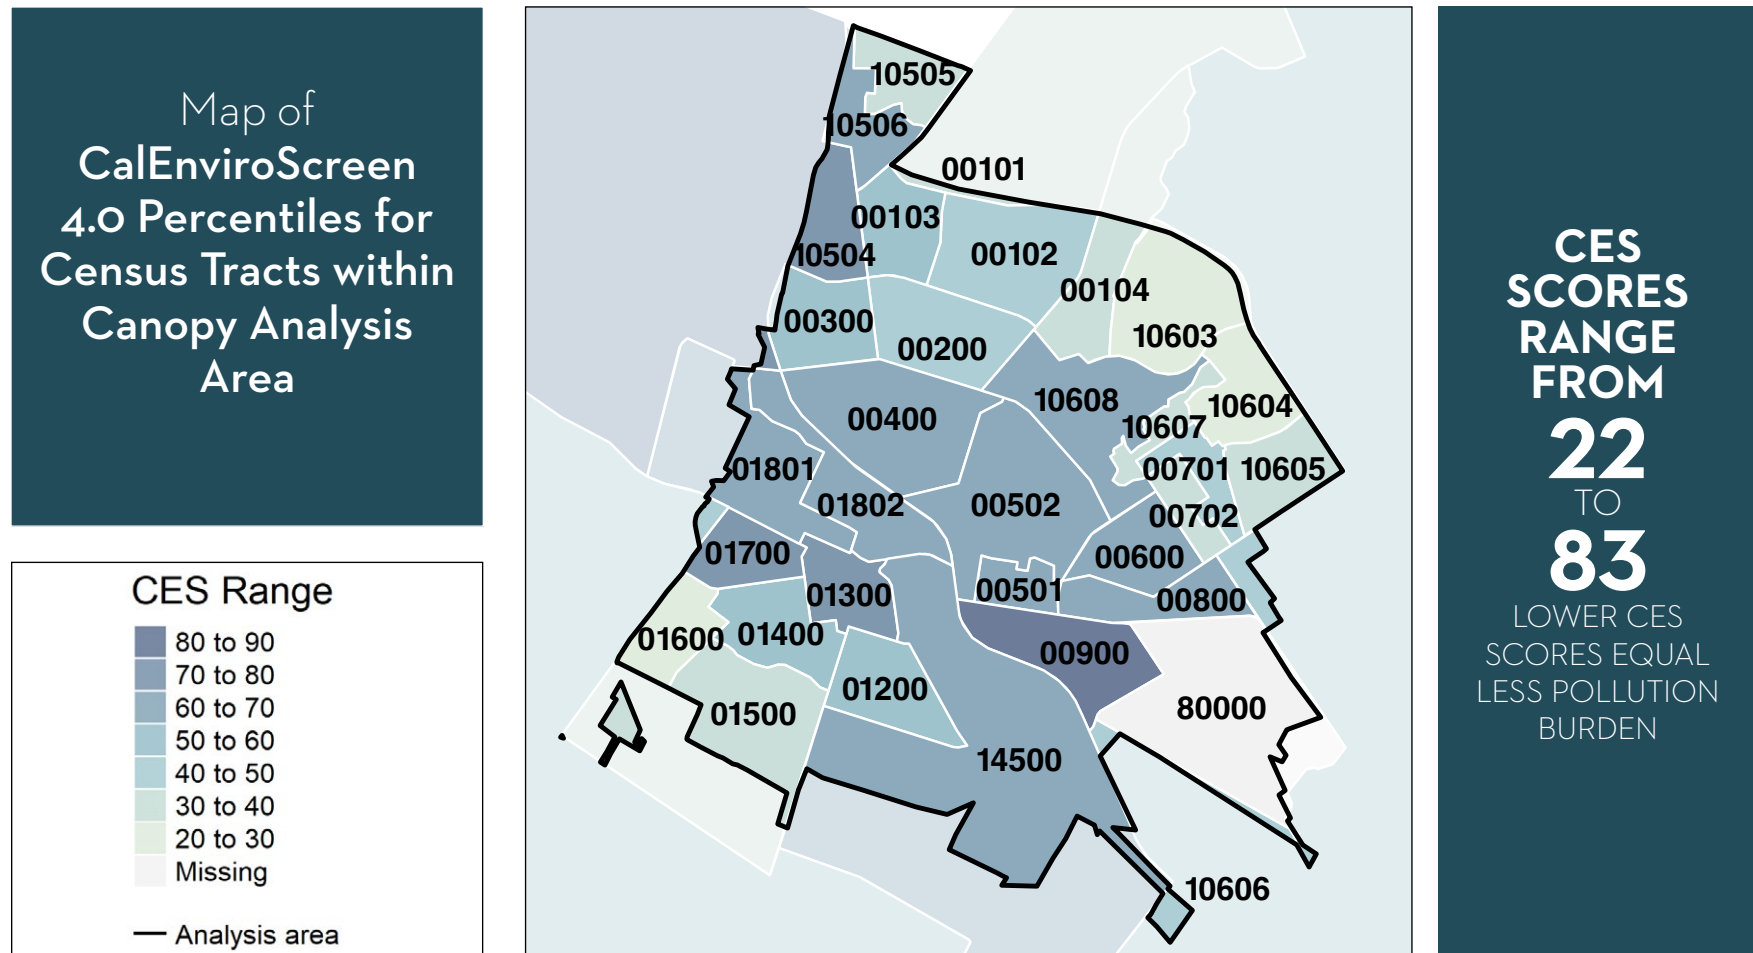 Map of
CalEnviroScreen
4.0 Percentiles for
Census Tracts within
Canopy Analysis
Area
CES Range
80 to 90
70 to 80
60 to 70
50 to 60
40 to 50
30 to 40
20 to 30
Missing
Analysis area
10505
10506
00101
00103
10504
00102
00104
00300
10603
00200
10608
10604
00400
10607
01801
00701
10605
01802
00502
00702
01700
00600
01300
00501
00800
01600
01400
00900
01200
80000
01500
14500
10606
CES
SCORES
RANGE
FROM
22
TO
83
LOWER CES
SCORES EQUAL
LESS POLLUTION
BURDEN